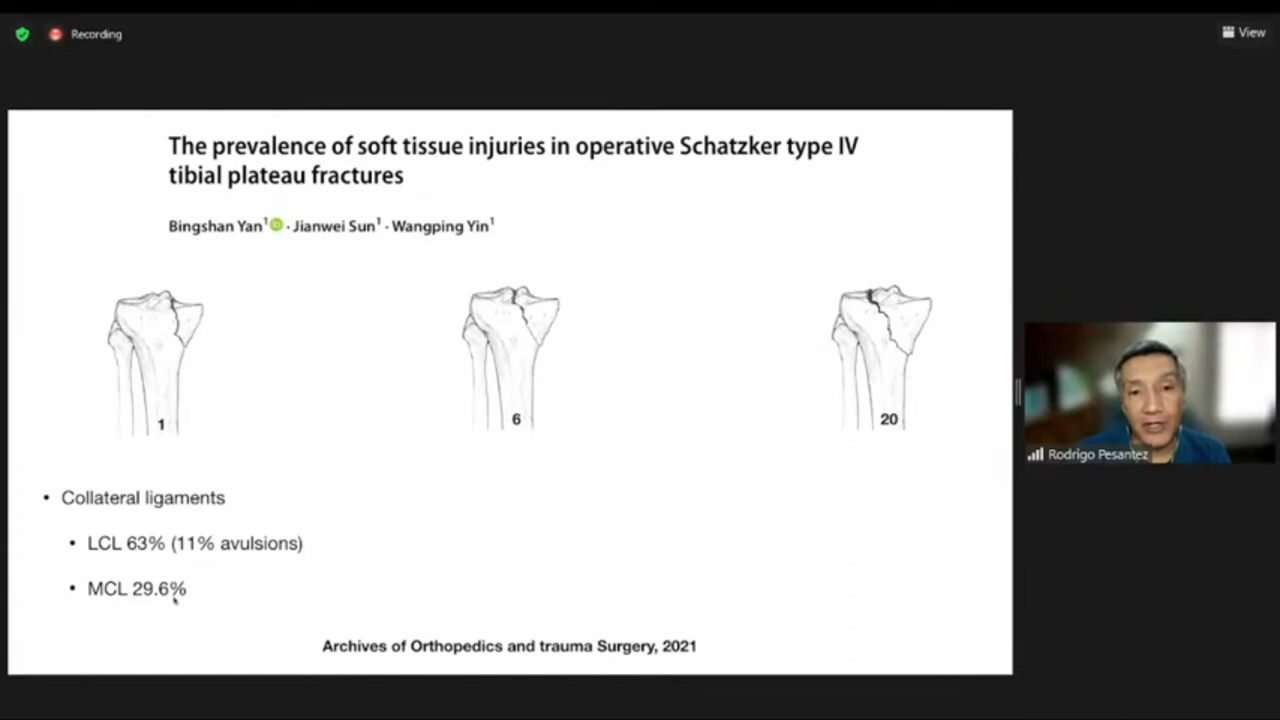 Recording
View
The prevalence of soft tissue injuries in operative Schatzker type IV
tibial plateau fractures
Bingshan Yan¹ · Jianwei Sun¹ · Wangping Yin¹
1
6
20
• Collateral ligaments
• LCL 63% (11% avulsions)
• MCL 29.6%
Archives of Orthopedics and trauma Surgery, 2021
Rodrigo Pesantez